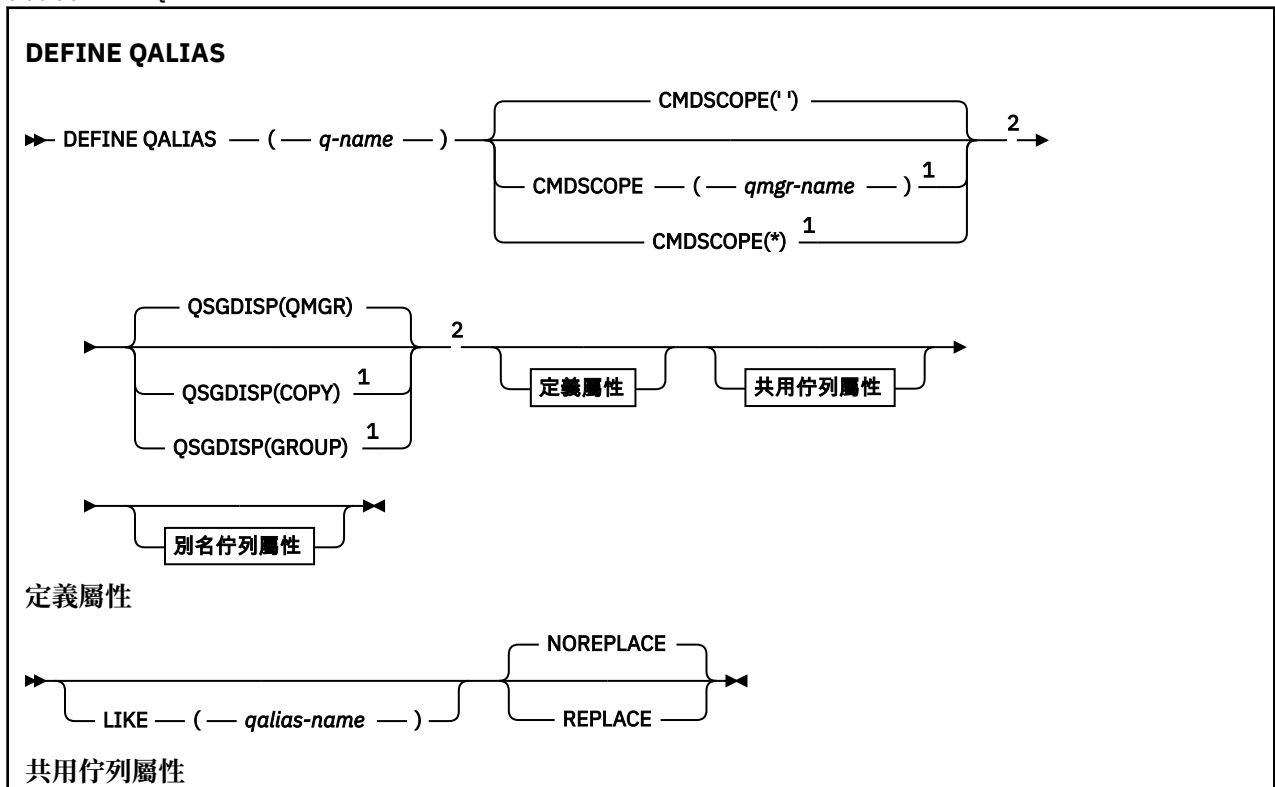 DEFINE QALIAS
CMDSCOPE(' ')
DEFINE QALIAS ( q-name ) 2
CMDSCOPE ( qmgr-name ) 1
CMDSCOPE(*) 1
QSGDISP(QMGR) 2
QSGDISP(COPY) 1 定義屬性 共用佇列屬性
QSGDISP(GROUP) 1
別名佇列屬性
定義屬性
NOREPLACE
LIKE ( qalias-name ) REPLACE
共用佇列屬性